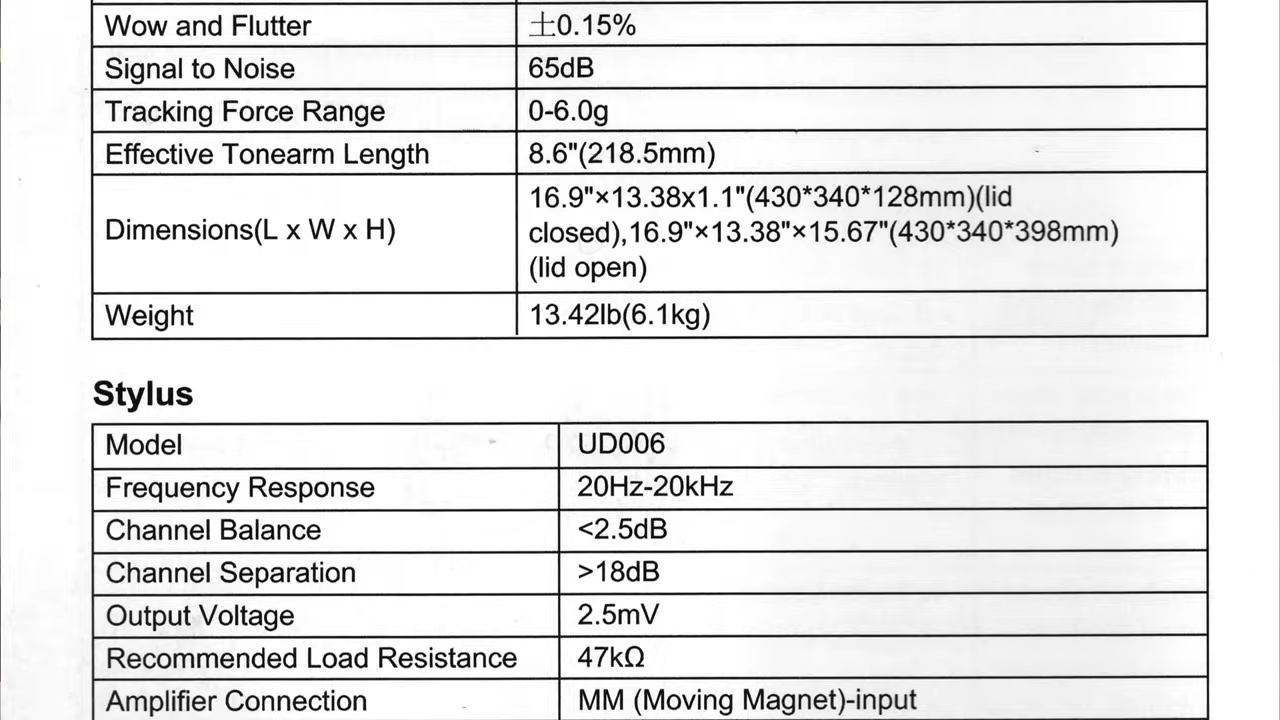 Wow and Flutter 土0.15%
Signal to Noise 65dB
Tracking Force Range 0-6.0g
Effective Tonearm Length 8.6"(218.5mm)
Dimensions(L x W x H) 16.9"×13.38x1.1"(430*340*128mm)(lid
closed),16.9"×13.38"×15.67"(430*340*398mm)
(lid open)
Weight 13.42lb(6.1kg)
Stylus
Model UD006
Frequency Response 20Hz-20kHz
Channel Balance <2.5dB
Channel Separation >18dB
Output Voltage 2.5mV
Recommended Load Resistance 47kΩ
Amplifier Connection MM (Moving Magnet)-input